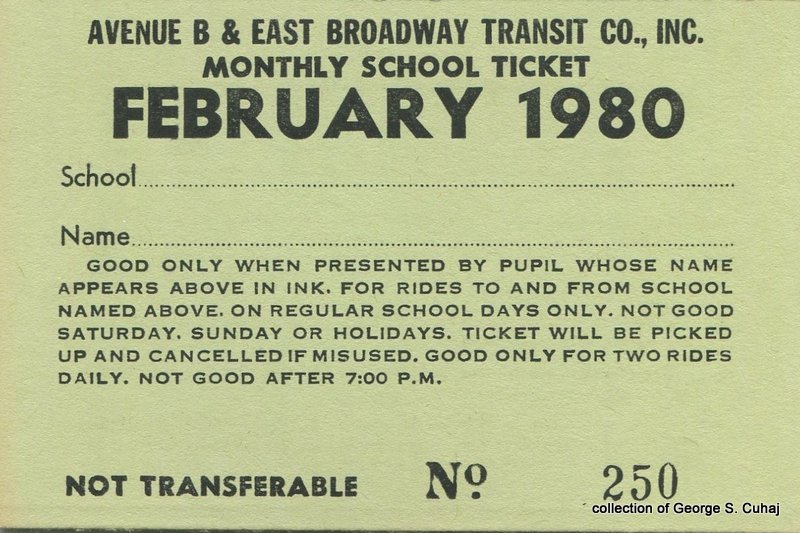 AVENUE B & EAST BROADWAY TRANSIT CO., INC.
MONTHLY SCHOOL TICKET
FEBRUARY 1980
School
Name
GOOD ONLY WHEN PRESENTED BY PUPIL WHOSE NAME
APPEARS ABOVE IN INK. FOR RIDES TO AND FROM SCHOOL
NAMED ABOVE. ON REGULAR SCHOOL DAYS ONLY. NOT GOOD
SATURDAY. SUNDAY OR HOLIDAYS. TICKET WILL BE PICKED
UP AND CANCELLED IF MISUSED. GOOD ONLY FOR TWO RIDES
DAILY. NOT GOOD AFTER 7:00 P.M.
NOT TRANSFERABLE Nº 250
collection of George S. Cuhaj